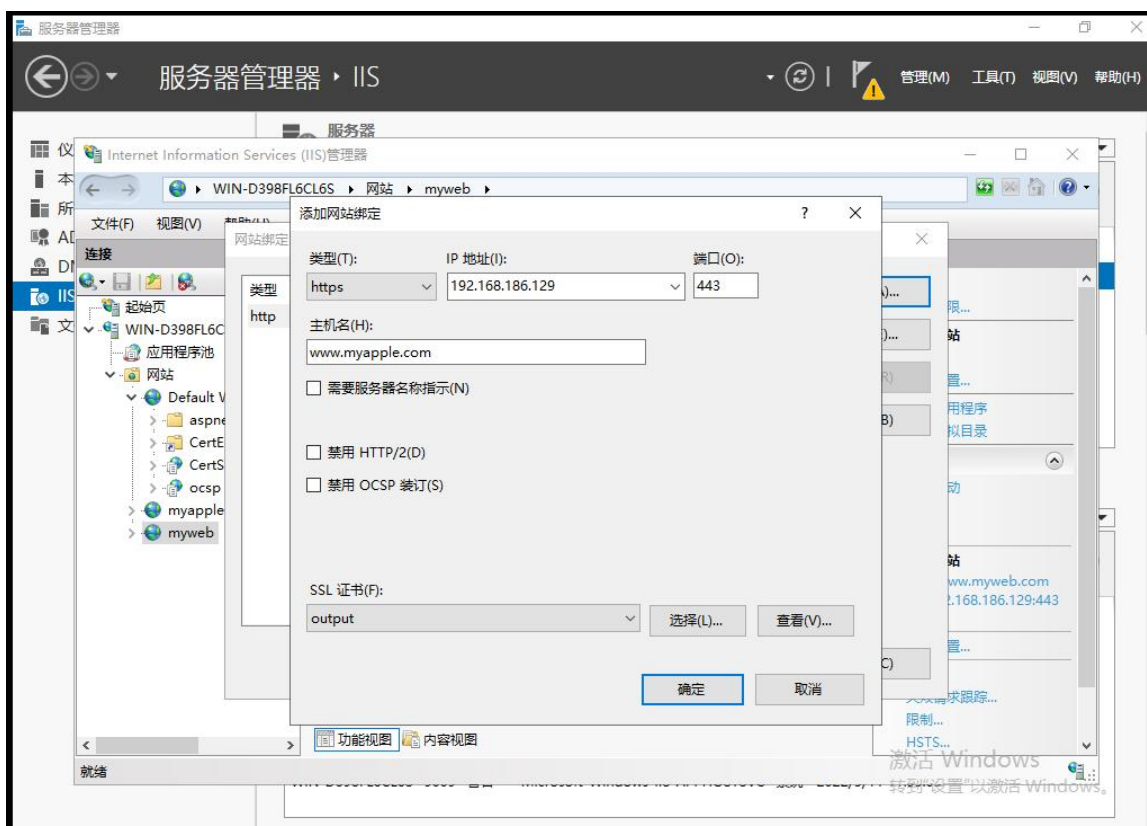 服务器管理器
服务器管理器 ‣ IIS
管理(M) 工具(T) 视图(V) 帮助(H)
服务器
Internet Information Services (IIS)管理器
WIN-D398FL6CL6S 网站 myweb
文件(F) 视图(V)
连接
起始页
WIN-D398FL6C
应用程序池
网站
Default
aspne
CertE
CertS
ocsp
myapple
myweb
网站绑定
类型
http
添加网站绑定
类型(T): IP 地址(I): 端口(O):
https 192.168.186.129 443
主机名(H):
www.myapple.com
需要服务器名称指示(N)
禁用 HTTP/2(D)
禁用 OCSP 装订(S)
SSL 证书(F):
output 选择(L)... 查看(V)...
确定 取消
ww.myweb.com
.168.186.129:443
限制...
HSTS...
功能视图 内容视图
就绪
激活 Windows
转到"设置"以激活 Windows。